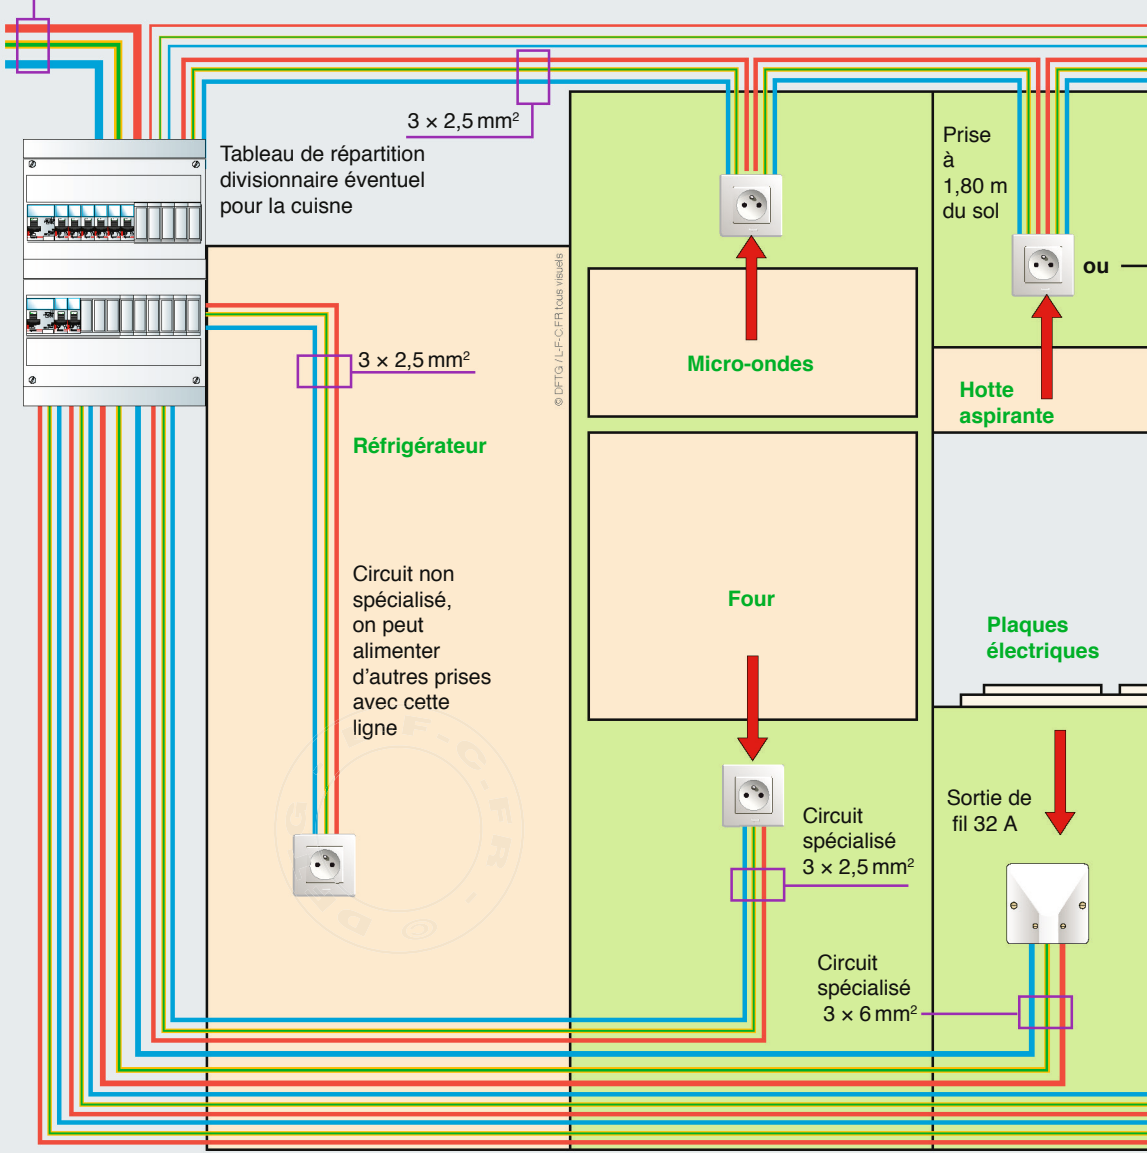 3 × 2,5 mm²
Tableau de répartition
divisionnaire éventuel
pour la cuisne
Prise
à
1,80 m
du sol
ou
© DFTG / L-F-C.FR tous visuels
3 × 2,5 mm²
Micro-ondes
Hotte
aspirante
Réfrigérateur
Circuit non
spécialisé,
on peut
alimenter
d'autres prises
avec cette
ligne
Four
Plaques
électriques
Sortie de
fil 32 A
Circuit
spécialisé
3 × 2,5 mm²
Circuit
spécialisé
3 × 6 mm²